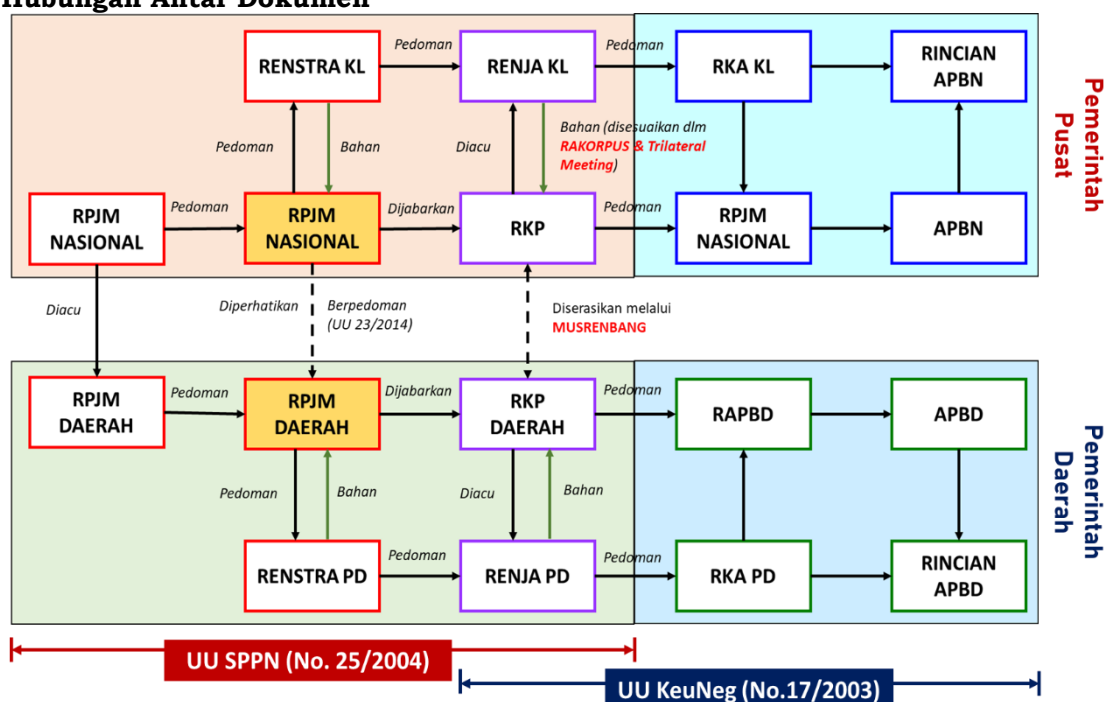 Hubungan Antar Dokumen
RENSTRA KL
Pedoman
RENJA KL
Pedoman
RKA KL
RINCIAN
APBN
Pemerintah
Pusat
Pedoman
Bahan
Diacu
Bahan (disesuaikan dlm
RAKORPUS & Trilateral
Meeting)
RPJM
NASIONAL
Pedoman
RPJM
NASIONAL
Dijabarkan
RKP
Pedoman
RPJM
NASIONAL
APBN
Diacu
Diperhatikan
Berpedoman
(UU 23/2014)
Diserasikan melalui
MUSRENBANG
RPJM
DAERAH
Pedoman
RPJM
DAERAH
Dijabarkan
RKP
DAERAH
Pedoman
RAPBD
APBD
Pemerintah
Daerah
Pedoman
Bahan
Diacu
Bahan
RENSTRA PD
Pedoman
RENJA PD
Pedoman
RKA PD
RINCIAN
APBD
UU SPPN (No. 25/2004)
UU KeuNeg (No.17/2003)